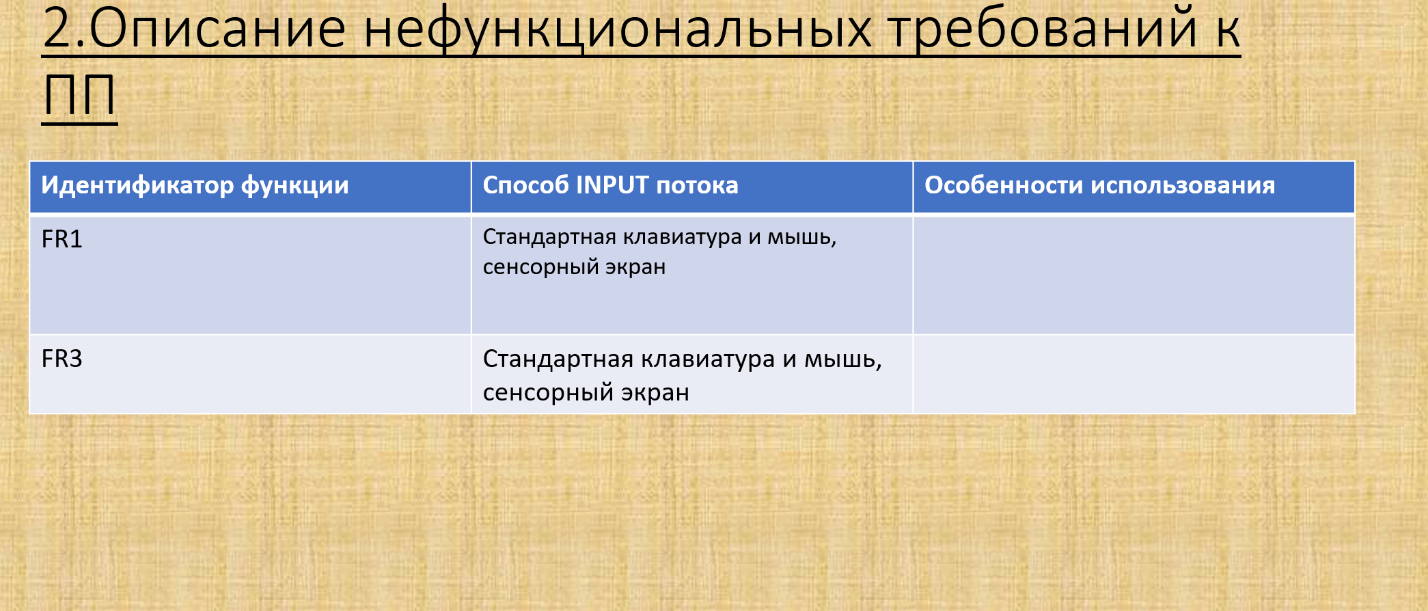 2.Описание нефункциональных требований к
ПП
Идентификатор функции
Способ INPUT потока
Особенности использования
FR1
Стандартная клавиатура и мышь,
сенсорный экран
FR3
Стандартная клавиатура и мышь,
сенсорный экран